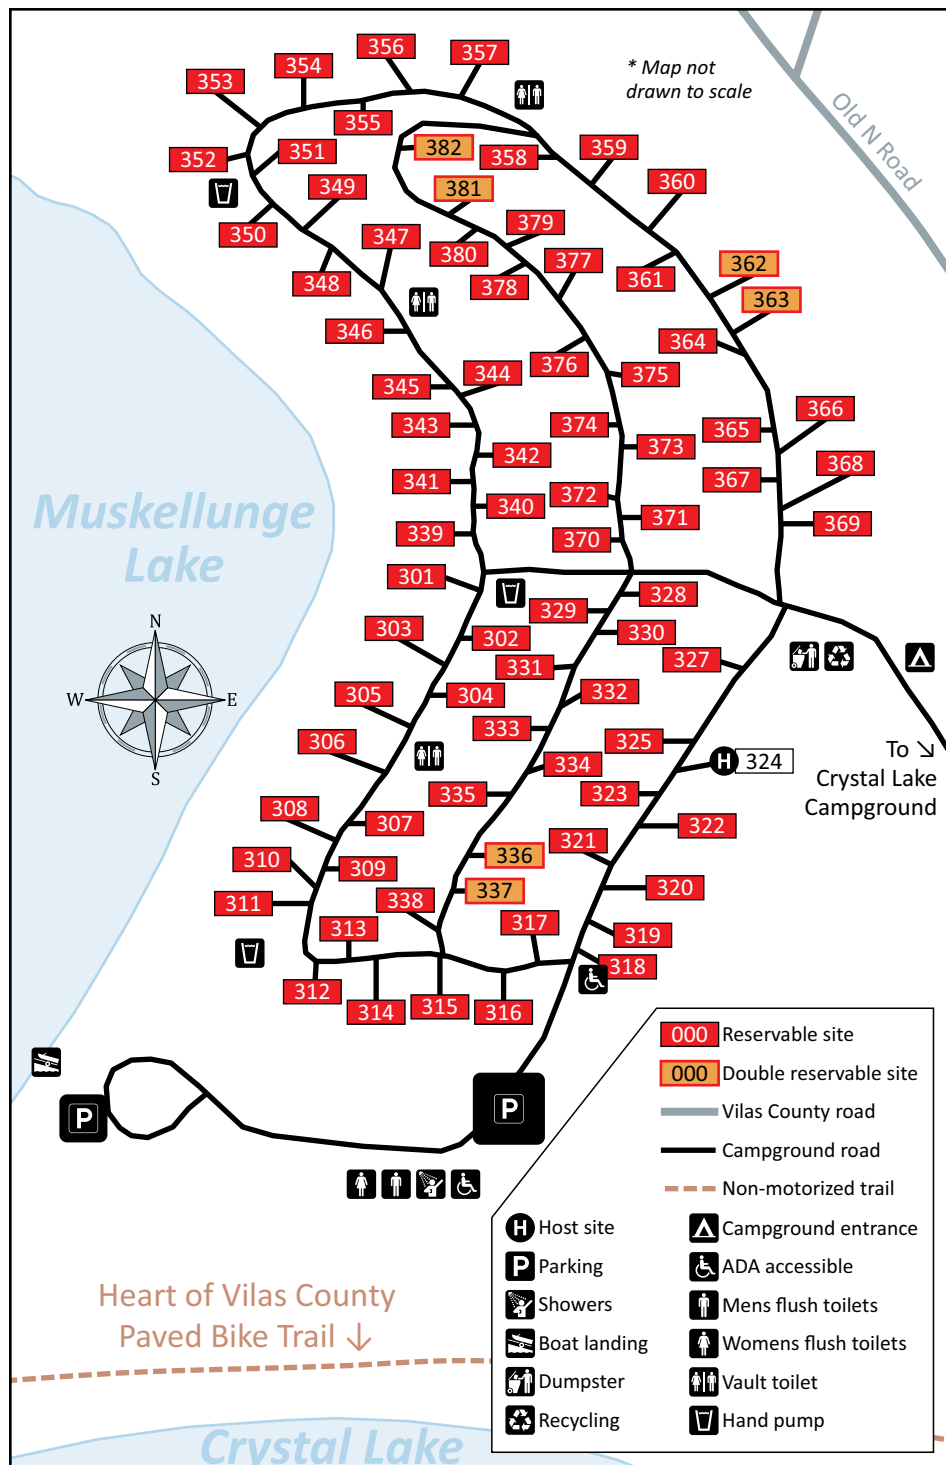 356
357
354
353
* Map not
drawn to scale
Old N Road
355
359
382
358
352
351
360
349
381
350
347
379
380
377
362
348
378
361
363
346
364
376
344
375
345
366
343
374
365
373
342
368
341
367
372
Muskellunge
Lake
340
371
369
339
370
301
328
329
303
302
330
327
331
N
W
E
S
305
304
332
333
306
325
334
324
H
To ↘
Crystal Lake
Campground
335
323
308
307
322
321
336
310
309
320
311
337
338
313
317
319
318
312
314
315
316
000 Reservable site
000 Double reservable site
Vilas County road
Campground road
Non-motorized trail
P
P
H Host site
Campground entrance
P Parking
ADA accessible
Showers
Mens flush toilets
Boat landing
Womens flush toilets
Dumpster
Vault toilet
Recycling
Hand pump
Heart of Vilas County
Paved Bike Trail ↓
Crystal Lake